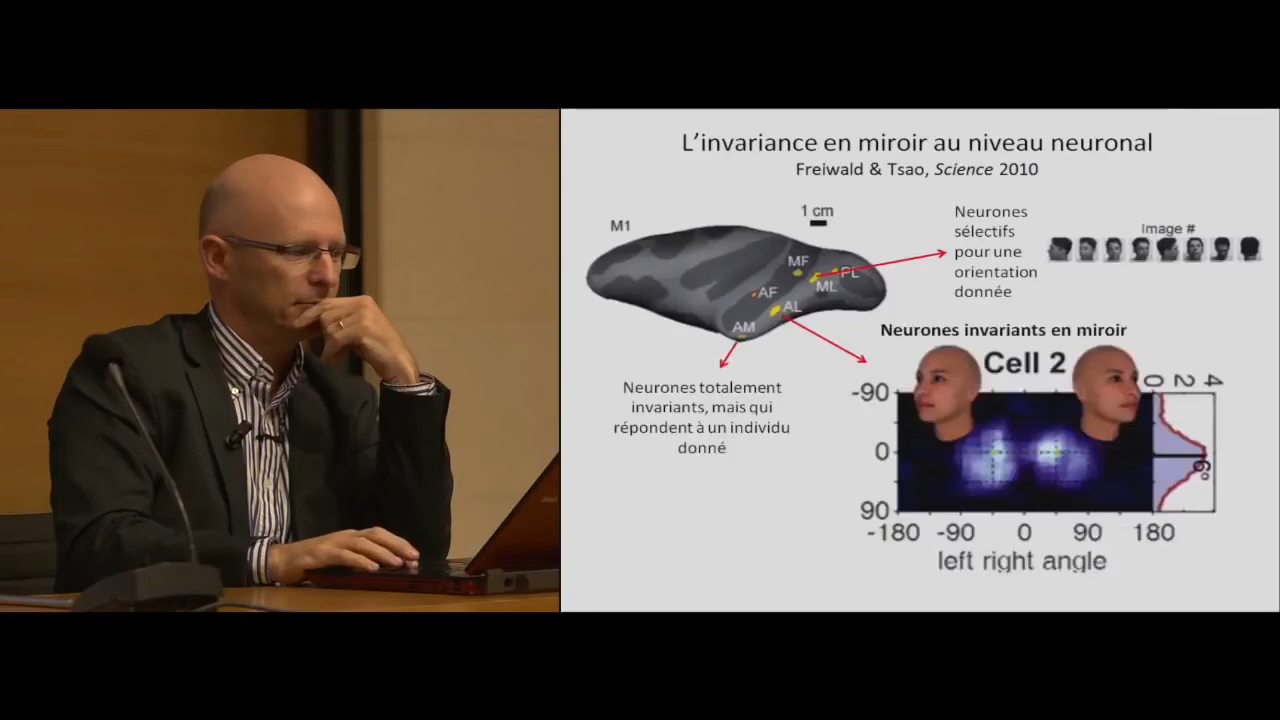 L'invariance en miroir au niveau neuronal
Freiwald & Tsao, Science 2010
M1
1 cm
MF
PL
ML
AF
AL
AM
Neurones
sélectifs
pour une
orientation
donnée
Image #
Neurones totalement
invariants, mais qui
répondent à un individu
donné
Neurones invariants en miroir
Cell 2
0 2 4
-90
0
90
6°
-180 -90 0 90 180
left right angle